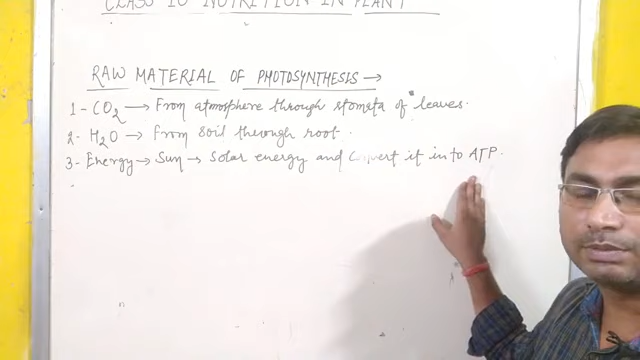 CLASS 10 NUTRITION IN PLANT
RAW MATERIAL OF PHOTOSYNTHESIS →
1 - CO2 → From atmosphere through stomata of leaves.
2 - H2O → From soil through root.
3 - Energy → Sun → Solar energy and convert it into ATP.